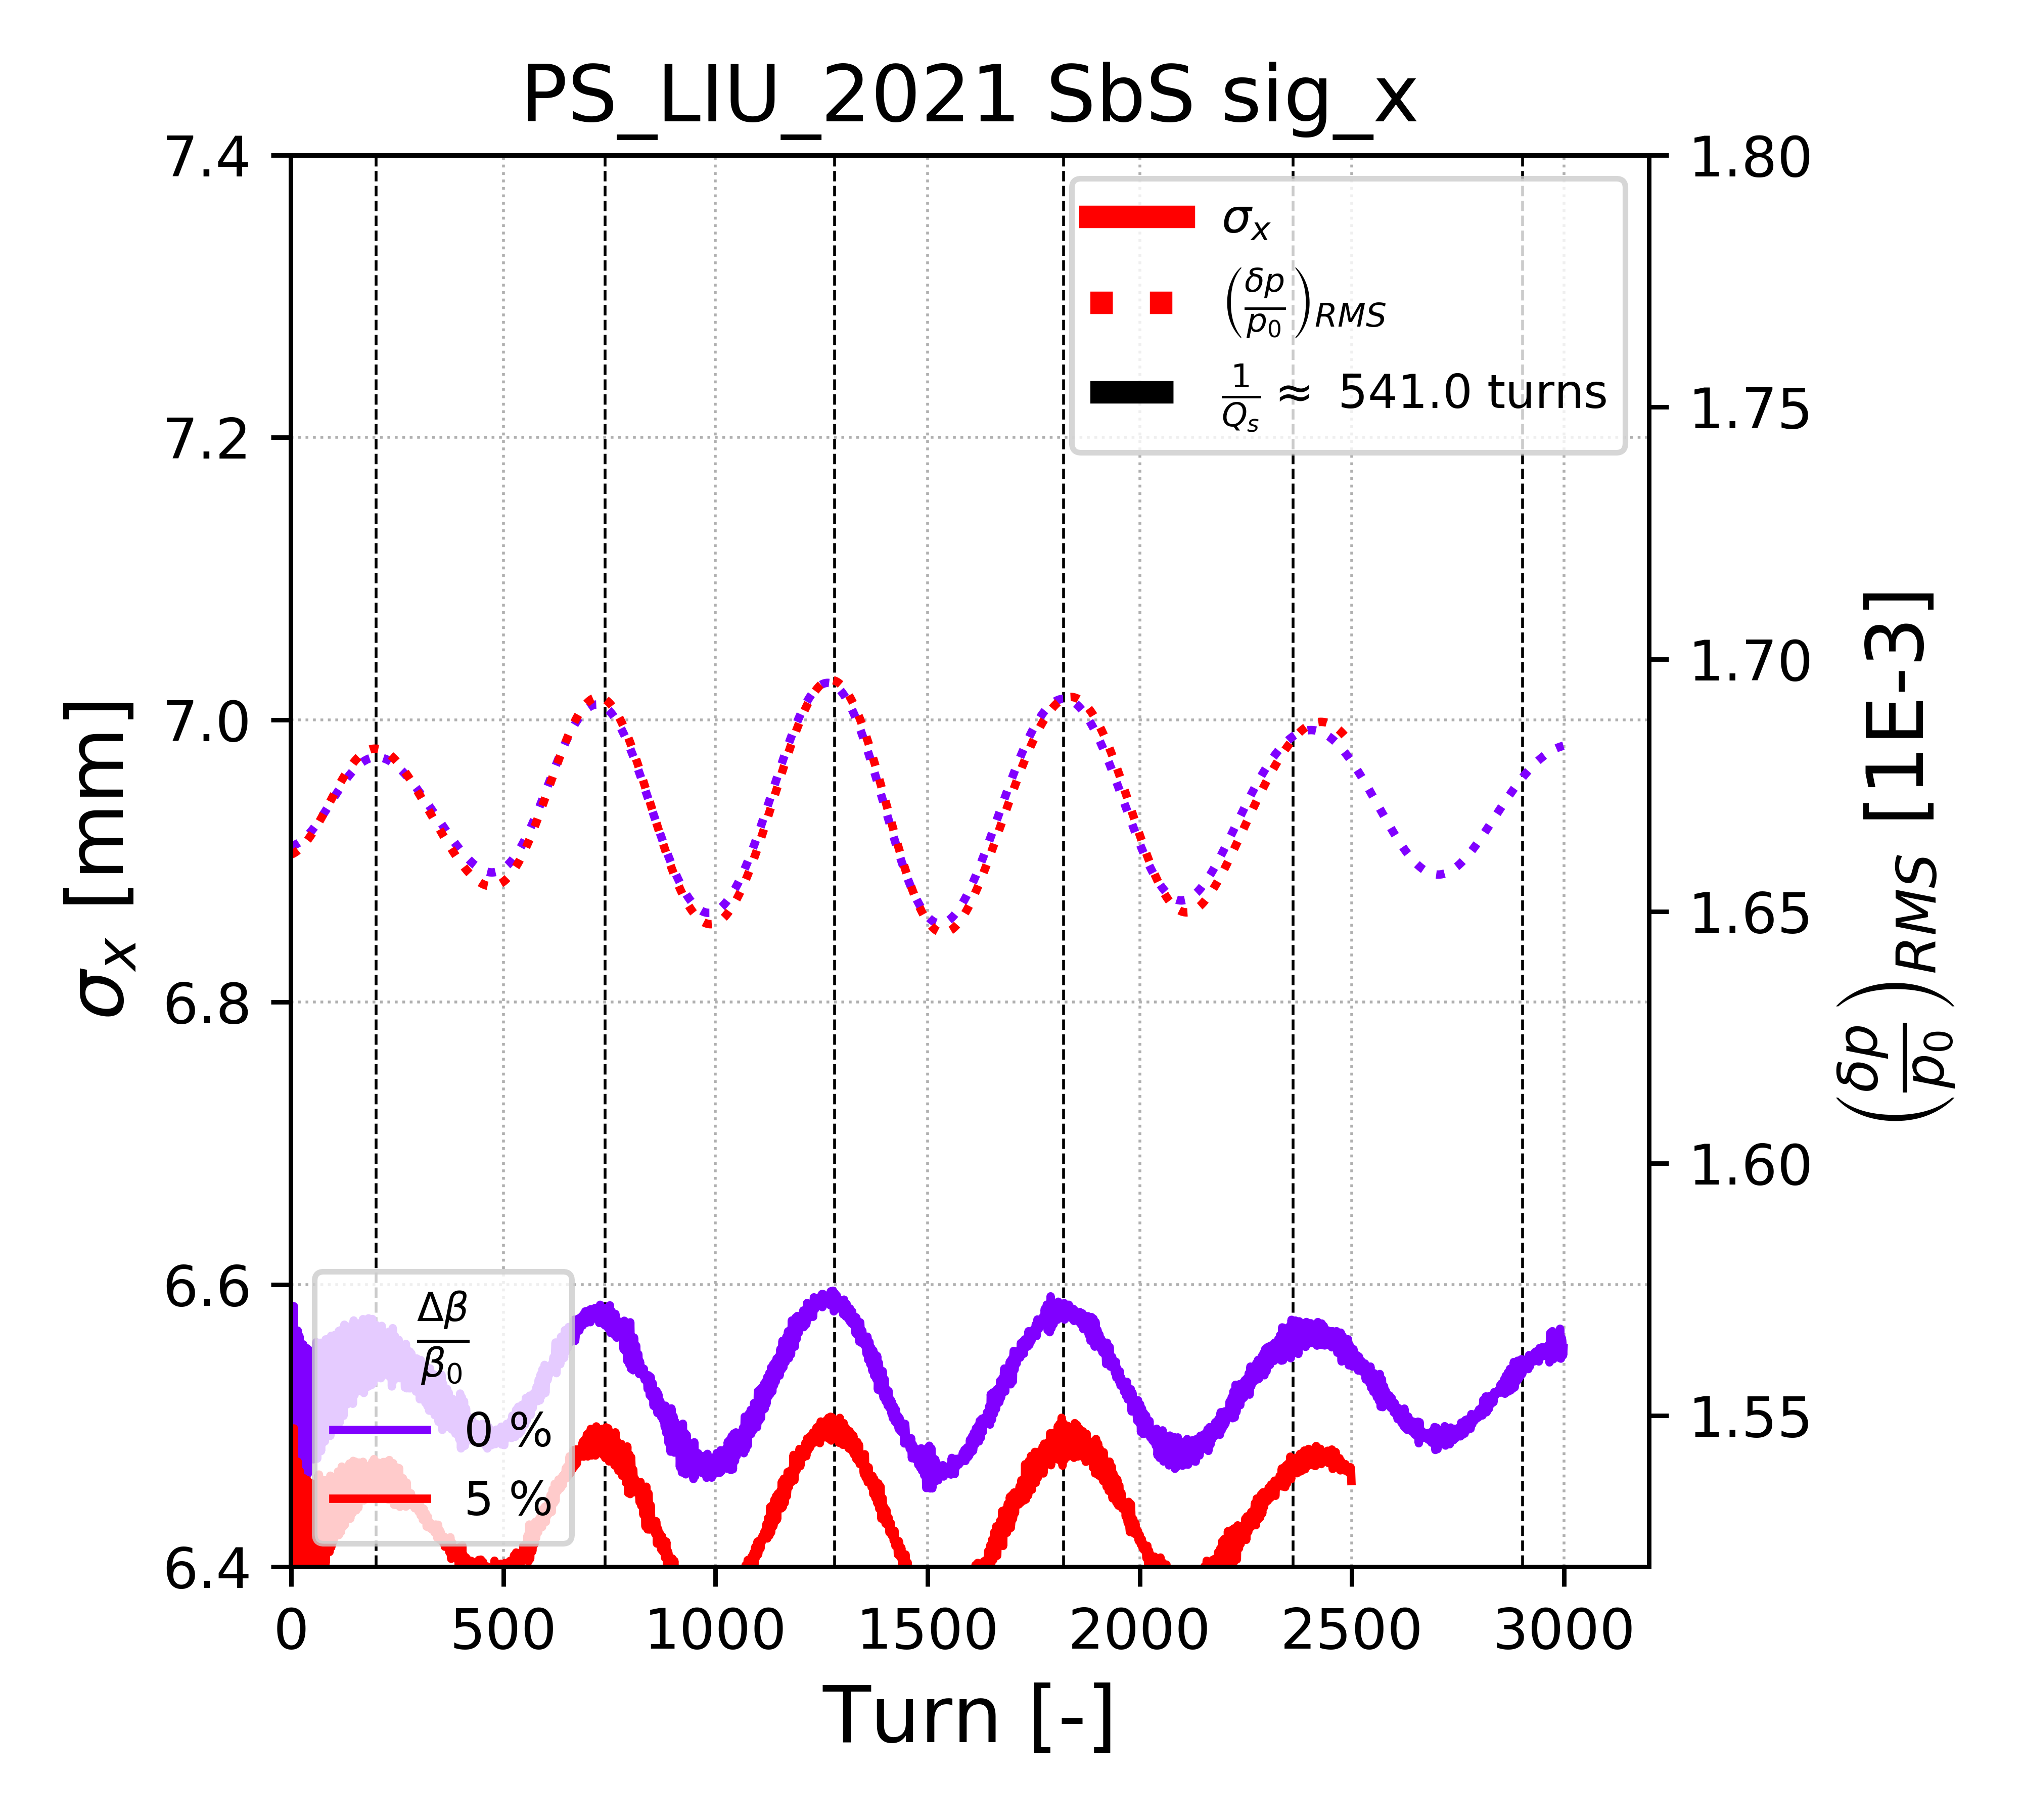 PS_LIU_2021 SbS sig_x
7.4
7.2
7.0
6.8
6.6
6.4
σx [mm]
σx
(δp/p0)RMS
1/Qs ≈ 541.0 turns
Δβ/β0
0 %
5 %
1.80
1.75
1.70
1.65
1.60
1.55
(δp/p0)RMS [1E-3]
0 500 1000 1500 2000 2500 3000
Turn [-]